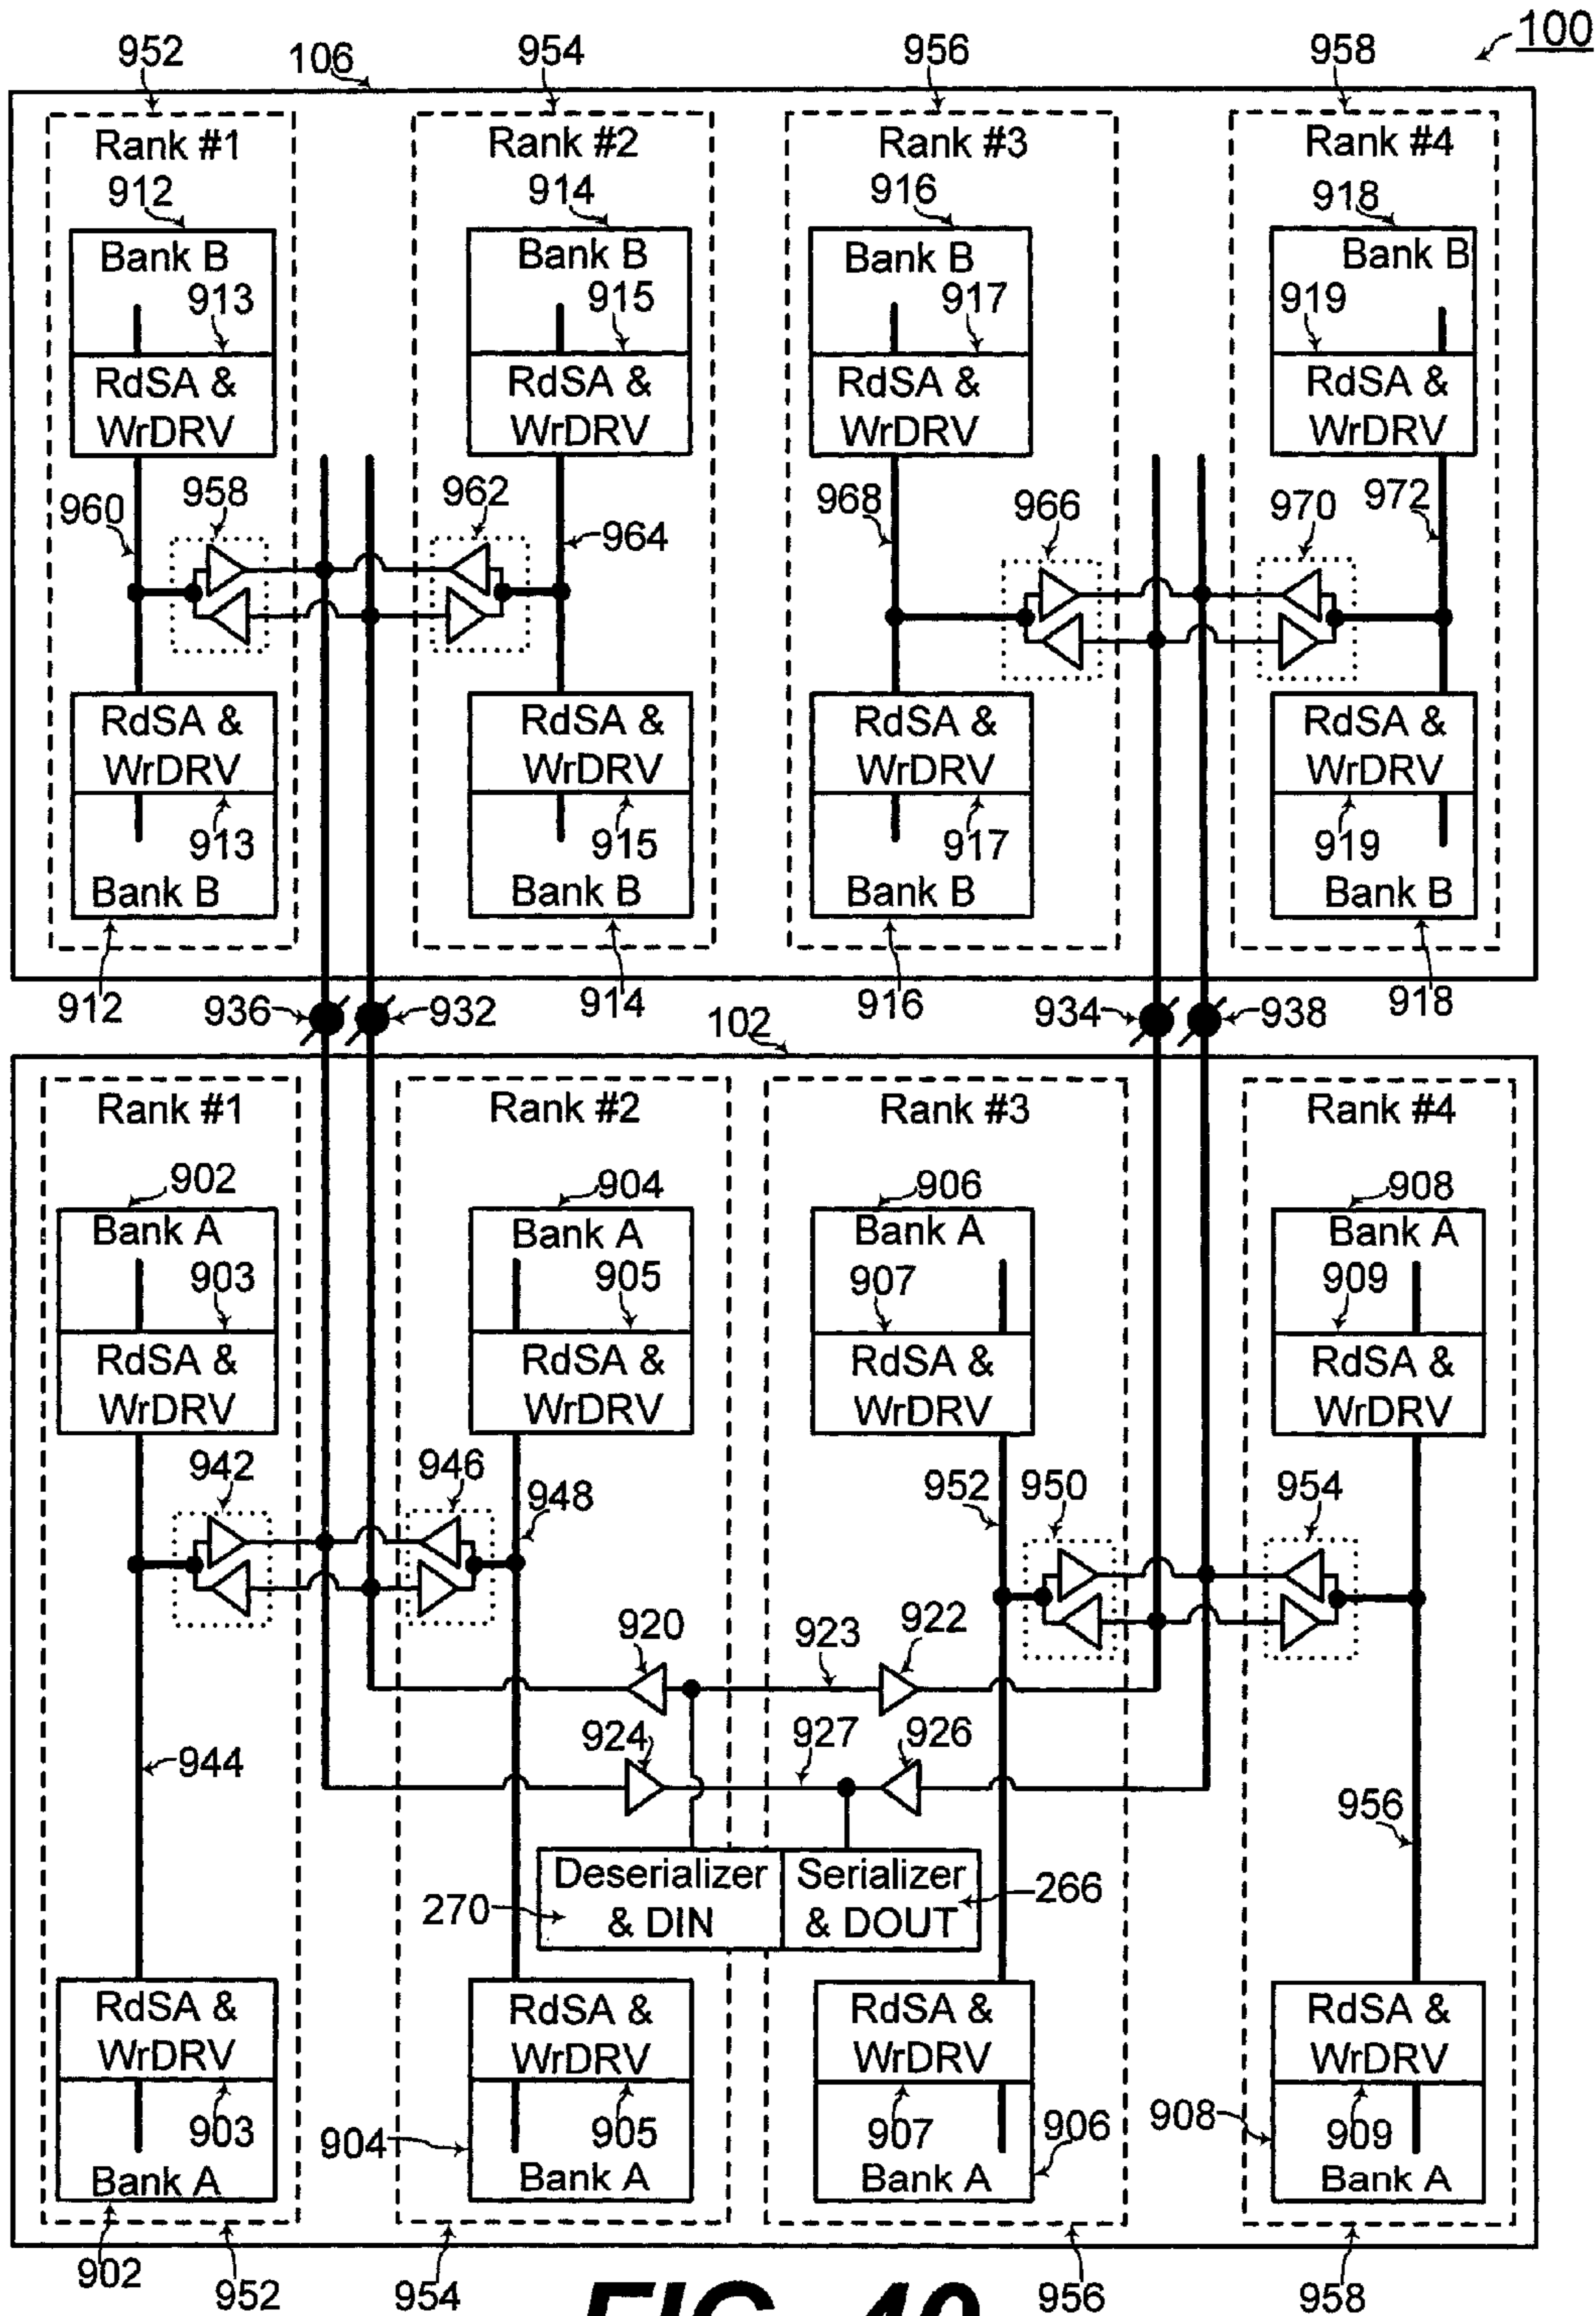 100
952 106 954 956 958
Rank #1 Rank #2 Rank #3 Rank #4
912 914 916 918
Bank B Bank B Bank B Bank B
913 915 917 919
RdSA & RdSA & RdSA & RdSA &
WrDRV WrDRV WrDRV WrDRV
960 958 962 964 968 966 970 972
RdSA & RdSA & RdSA & RdSA &
WrDRV WrDRV WrDRV WrDRV
913 915 917 919
Bank B Bank B Bank B Bank B
912 936 932 914 916 934 938 918
102
Rank #1 Rank #2 Rank #3 Rank #4
902 904 906 908
Bank A Bank A Bank A Bank A
903 905 907 909
RdSA & RdSA & RdSA & RdSA &
WrDRV WrDRV WrDRV WrDRV
942 946 948 952 950 954
920 923 922
924 927 926
944 956
Deserializer Serializer
& DIN & DOUT
270 266
RdSA & RdSA & RdSA & RdSA &
WrDRV WrDRV WrDRV WrDRV
903 904 905 907 906 908 909
Bank A Bank A Bank A Bank A
902 952 954 956 958
FIG. 40